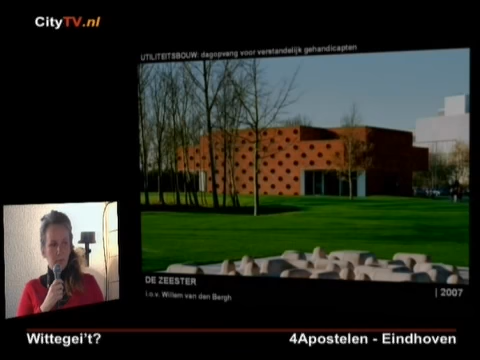 CityTV.nl
UTILITEITSBOUW: dagopvang voor verstandelijk gehandicapten
DE ZEESTER
i.o.v. Willem van den Bergh
| 2007
Wittegei't?
4Apostelen - Eindhoven